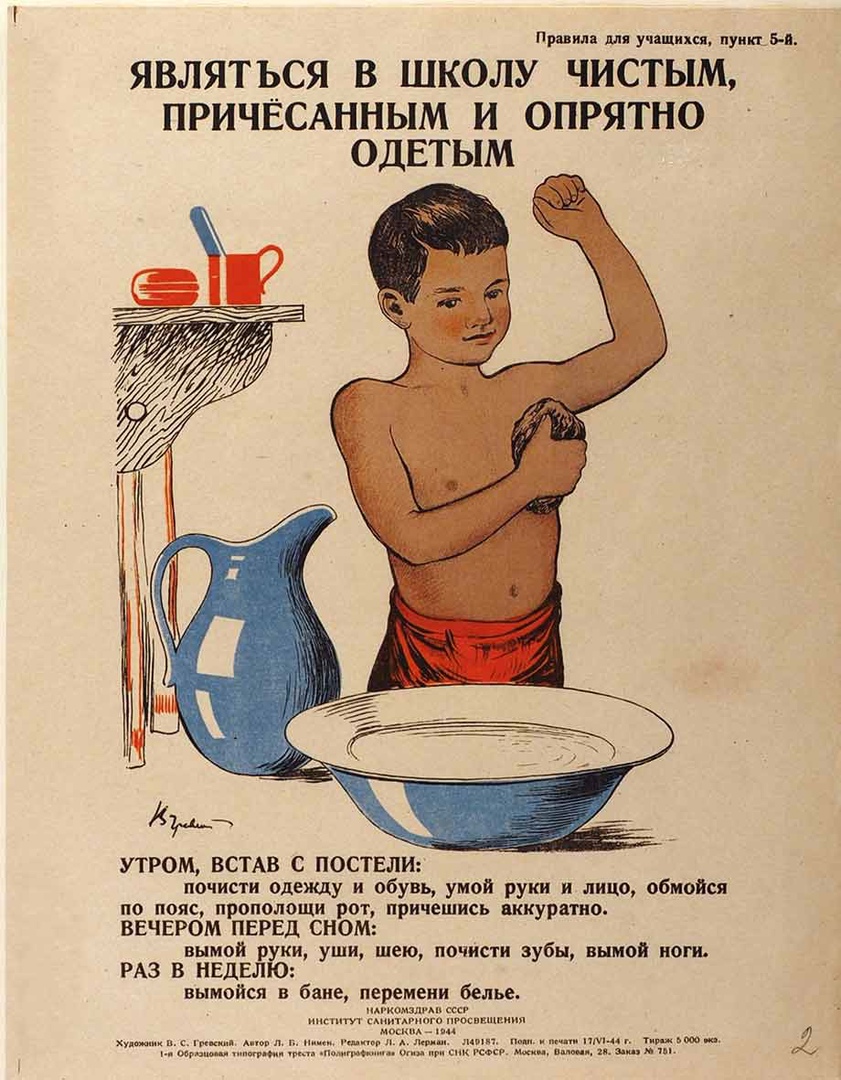 Правила для учащихся, пункт 5-й.
ЯВЛЯТЬСЯ В ШКОЛУ ЧИСТЫМ,
ПРИЧЁСАННЫМ И ОПРЯТНО
ОДЕТЫМ
УТРОМ, ВСТАВ С ПОСТЕЛИ:
почисти одежду и обувь, умой руки и лицо, обмойся
по пояс, прополощи рот, причешись аккуратно.
ВЕЧЕРОМ ПЕРЕД СНОМ:
вымой руки, уши, шею, почисти зубы, вымой ноги.
РАЗ В НЕДЕЛЮ:
вымойся в бане, перемени белье.
НАРКОМЗДРАВ СССР
ИНСТИТУТ САНИТАРНОГО ПРОСВЕЩЕНИЯ
МОСКВА — 1944
Художник В. С. Гревский. Автор Л. Б. Нимен. Редактор Л. А. Лерман. Л49187. Подп. к печати 17/VI-44 г. Тираж 5 000 экз.
1-я Образцовая типография треста «Полиграфкнига» Огиза при СНК РСФСР. Москва, Валовая, 28. Заказ № 751.
2